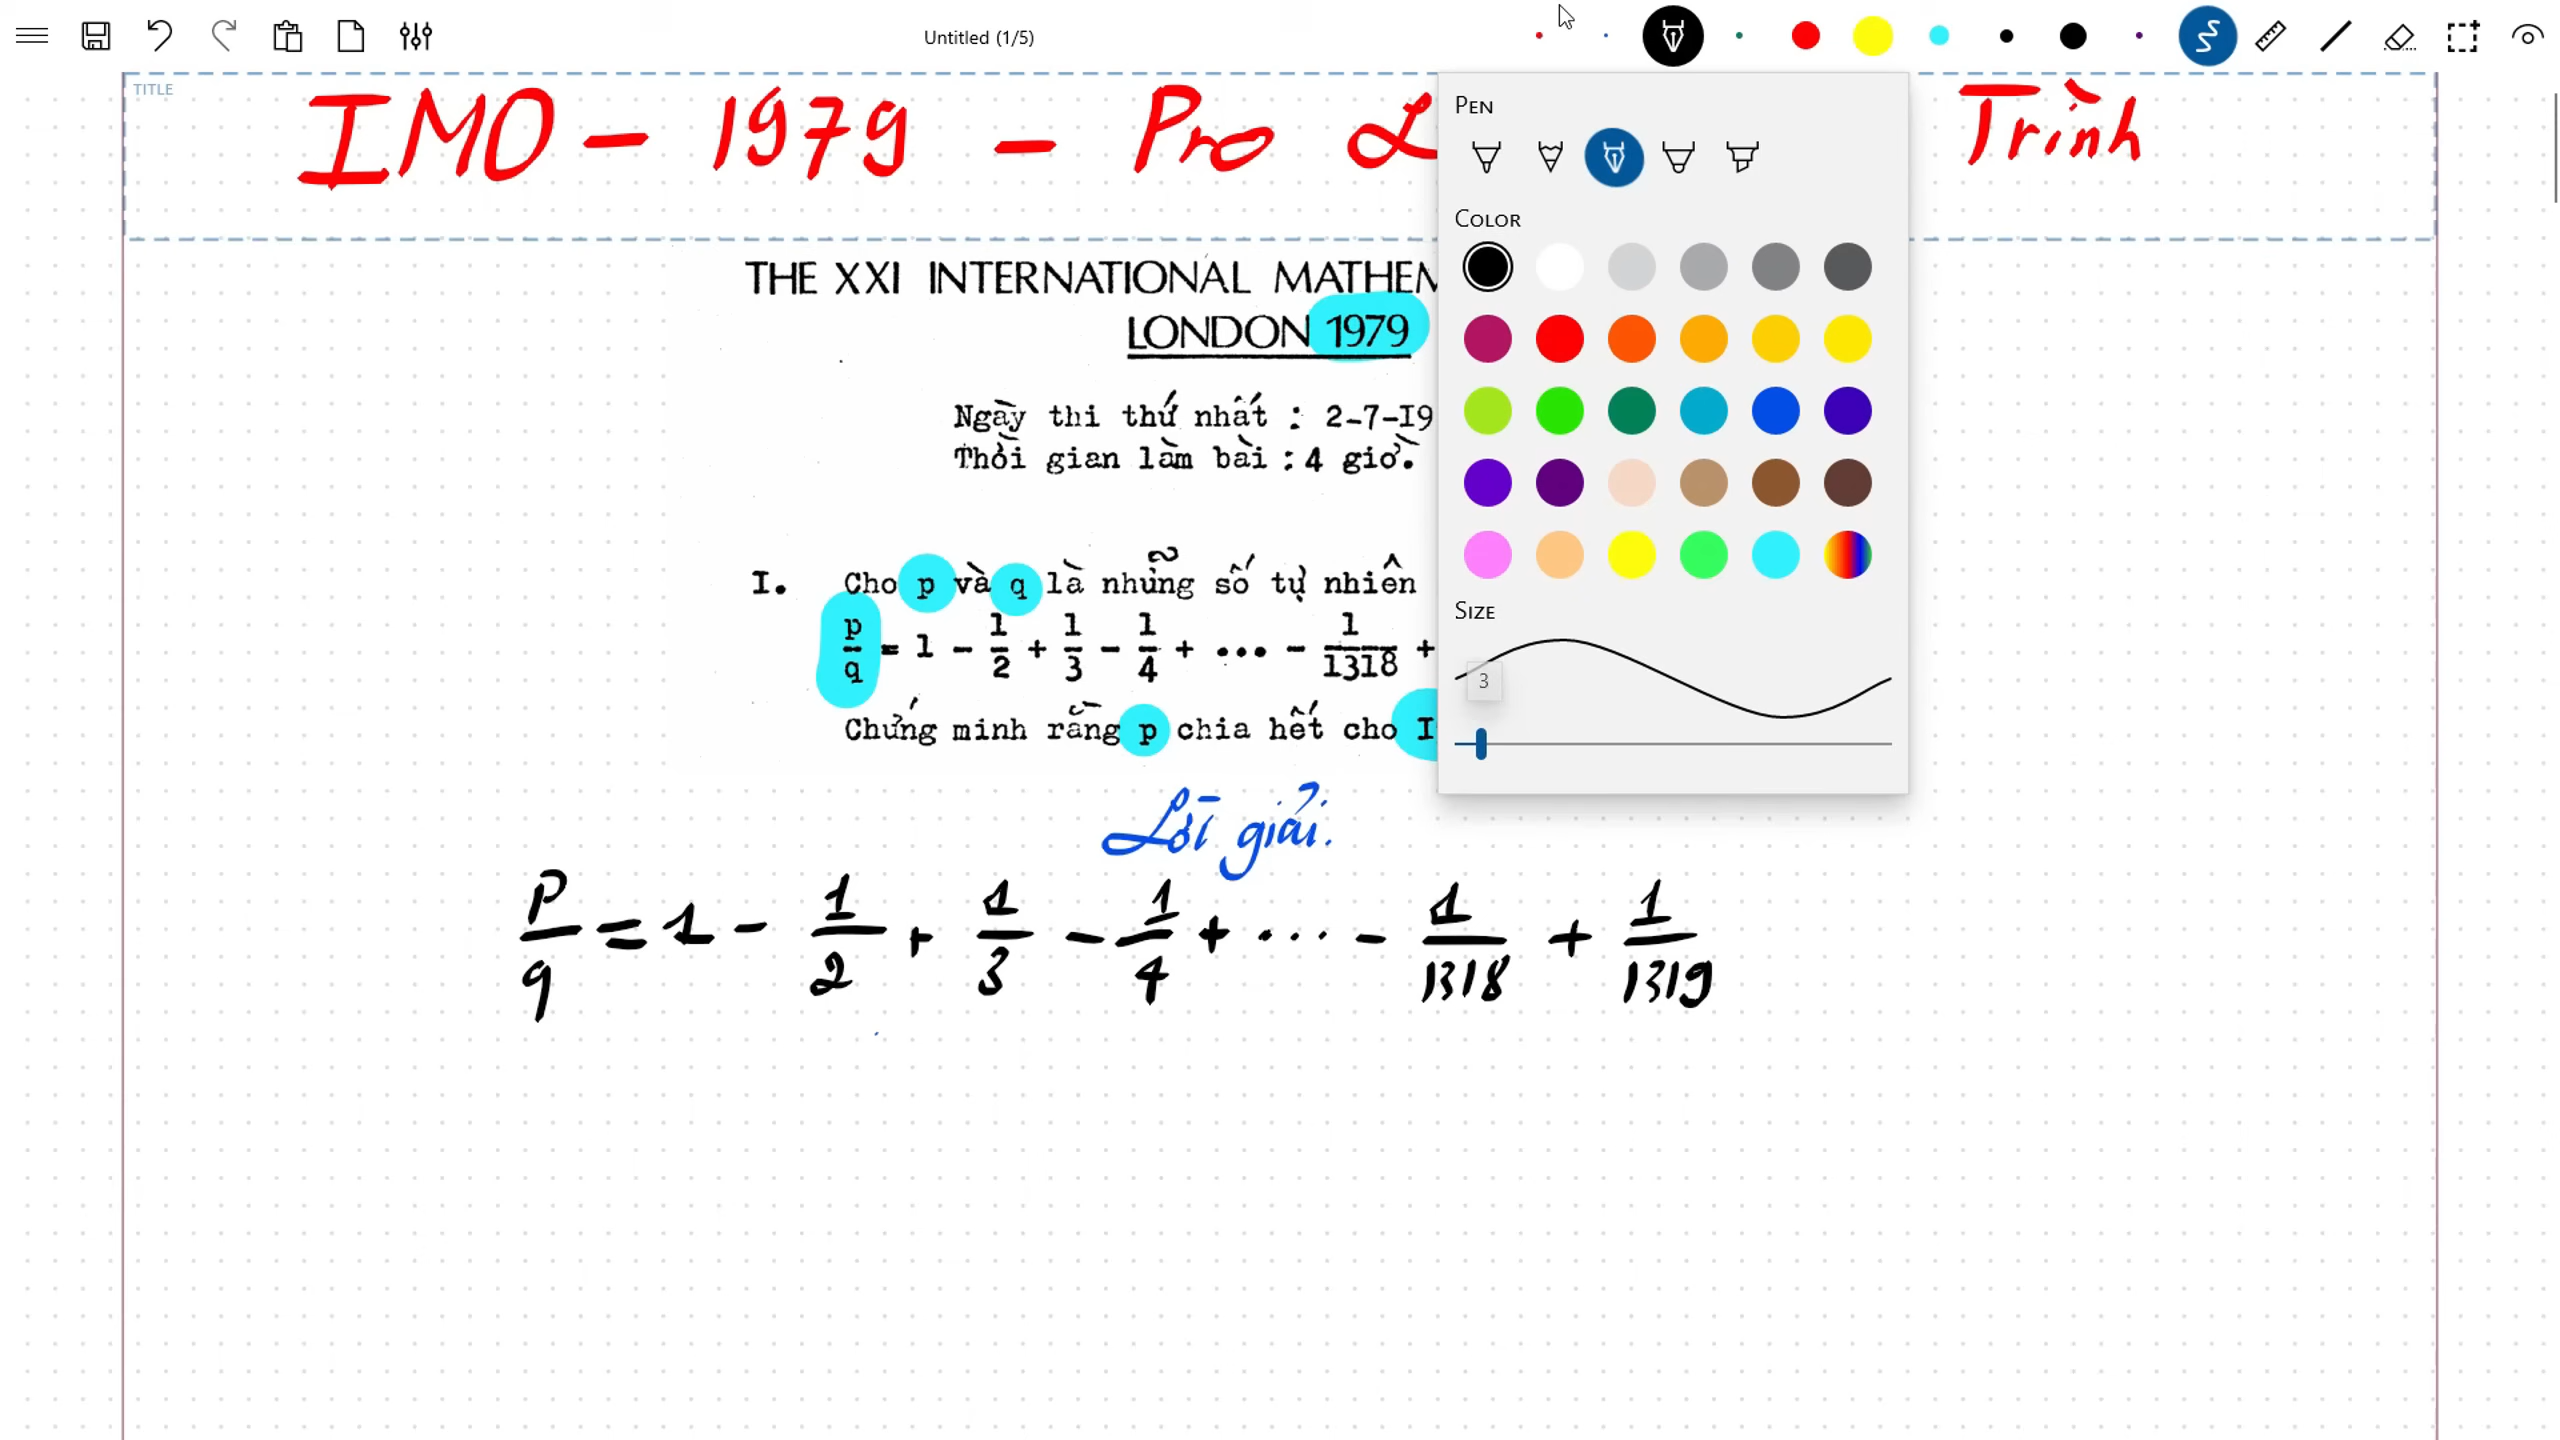 Untitled (1/5)
TITLE
IMO - 1979 - Pro
Trình
THE XXI INTERNATIONAL
LONDON 1979
Ngày thi thứ nhất : 2-7-19
Thời gian làm bài : 4 giờ.
I. Cho p và q là những số tự nhiên
p/q = 1 - 1/2 + 1/3 - 1/4 + ... - 1/1318 +
Chứng minh rằng p chia hết cho
Lời giải.
p/q = 1 - 1/2 + 1/3 - 1/4 + ... - 1/1318 + 1/1319
PEN
COLOR
SIZE
3